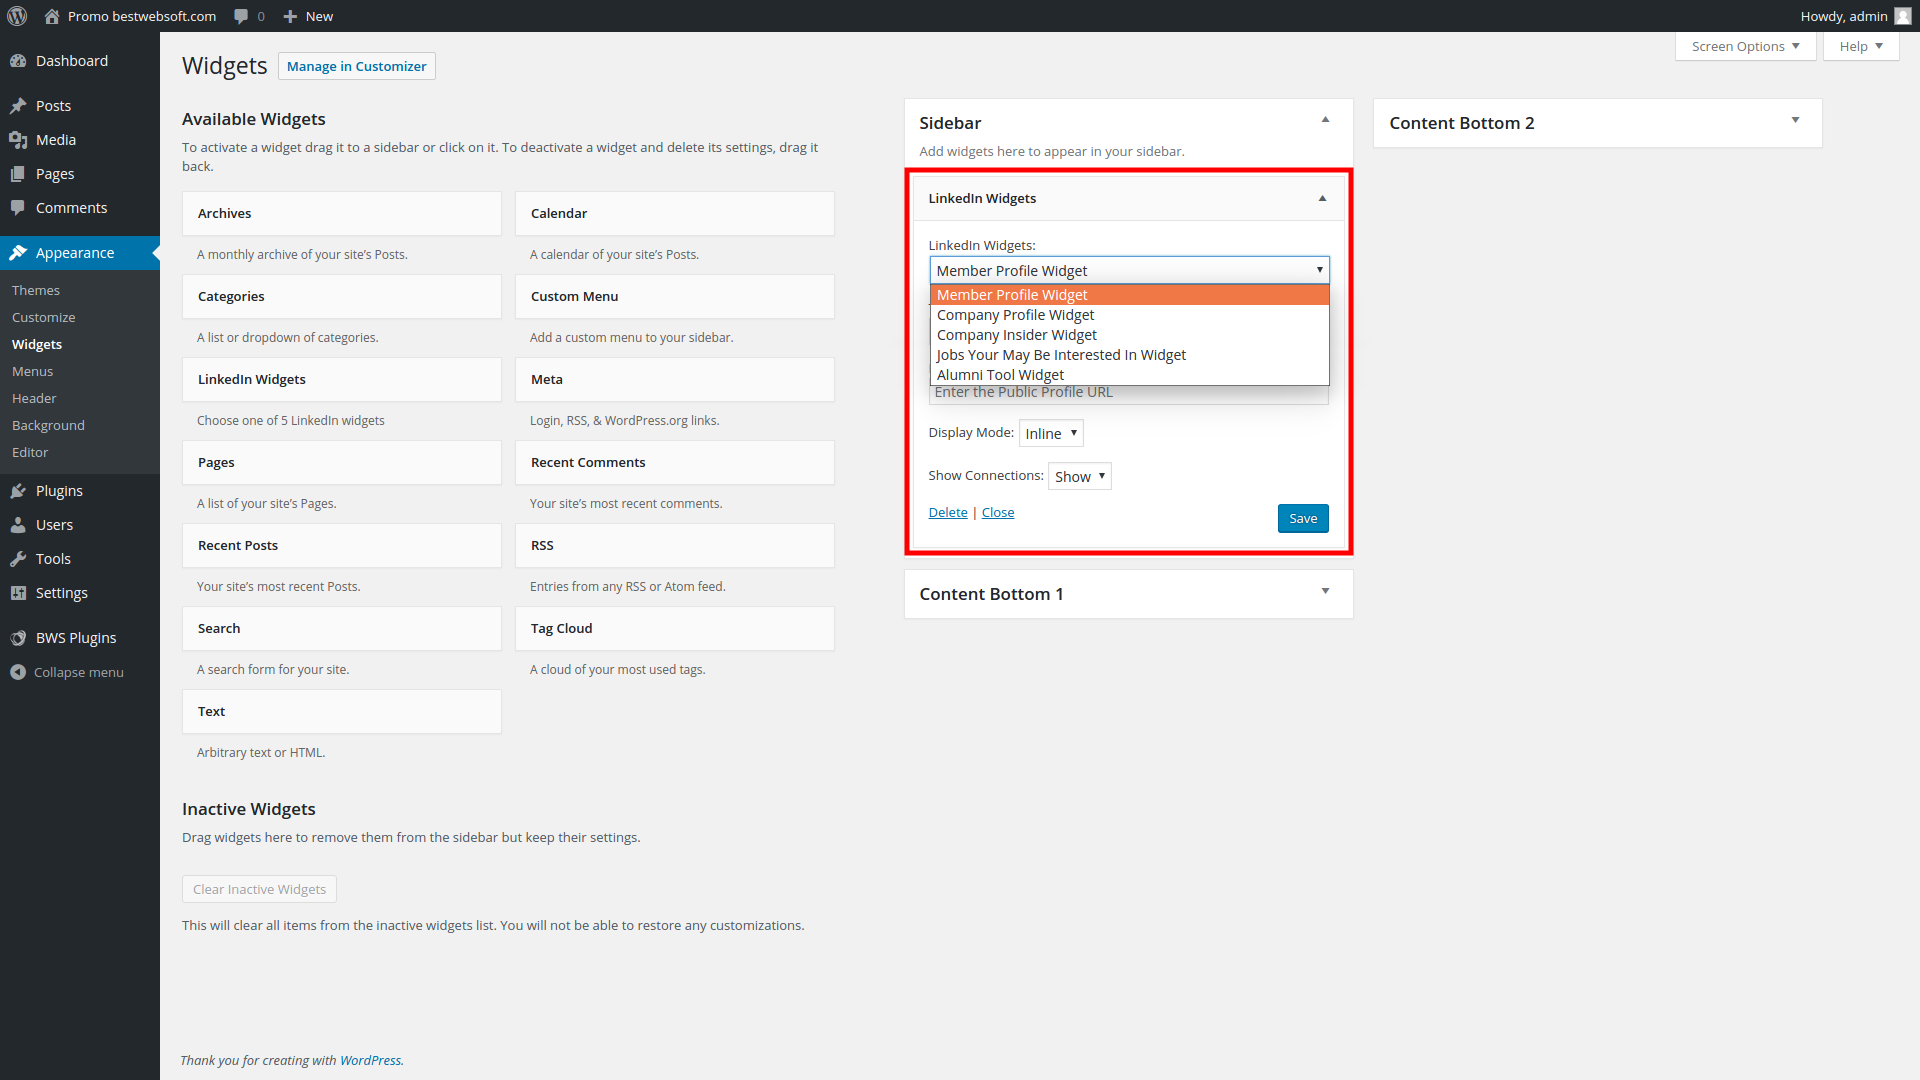 Promo bestwebsoft.com
0
New
Howdy, admin
Dashboard
Posts
Media
Pages
Comments
Appearance
Themes
Customize
Widgets
Menus
Header
Background
Editor
Plugins
Users
Tools
Settings
BWS Plugins
Collapse menu
Screen Options
Help
Widgets
Manage in Customizer
Available Widgets
To activate a widget drag it to a sidebar or click on it. To deactivate a widget and delete its settings, drag it
back.
Archives
A monthly archive of your site's Posts.
Calendar
A calendar of your site's Posts.
Categories
A list or dropdown of categories.
Custom Menu
Add a custom menu to your sidebar.
LinkedIn Widgets
Choose one of 5 LinkedIn widgets
Meta
Login, RSS, & WordPress.org links.
Pages
A list of your site's Pages.
Recent Comments
Your site's most recent comments.
Recent Posts
Your site's most recent Posts.
RSS
Entries from any RSS or Atom feed.
Search
A search form for your site.
Tag Cloud
A cloud of your most used tags.
Text
Arbitrary text or HTML.
Inactive Widgets
Drag widgets here to remove them from the sidebar but keep their settings.
Clear Inactive Widgets
This will clear all items from the inactive widgets list. You will not be able to restore any customizations.
Sidebar
Add widgets here to appear in your sidebar.
LinkedIn Widgets
LinkedIn Widgets:
Member Profile Widget
Member Profile Widget
Company Profile Widget
Company Insider Widget
Jobs Your May Be Interested In Widget
Alumni Tool Widget
Enter the Public Profile URL
Display Mode: Inline
Show Connections: Show
Delete | Close
Save
Content Bottom 1
Content Bottom 2
Thank you for creating with WordPress.